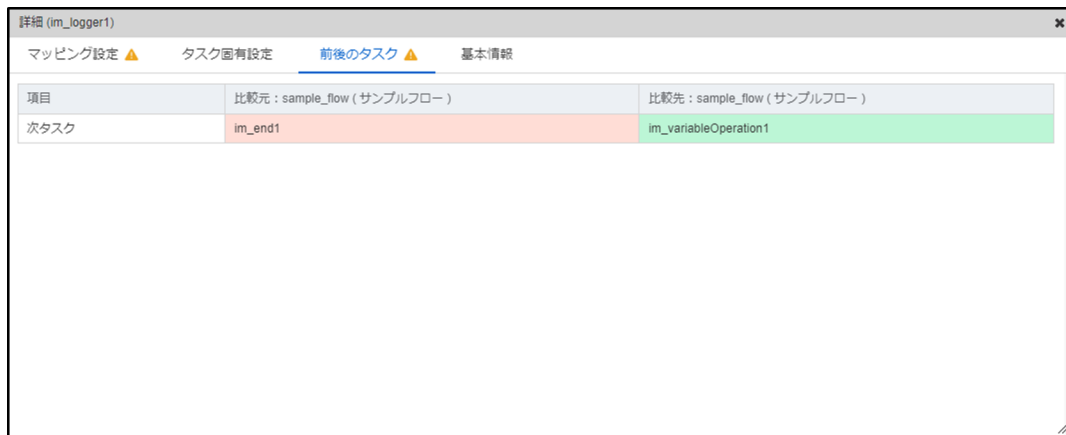 詳細 (im_logger1)
マッピング設定 タスク固有設定 前後のタスク 基本情報
項目 比較元：sample_flow ( サンプルフロー ) 比較先：sample_flow ( サンプルフロー )
次タスク im_end1 im_variableOperation1